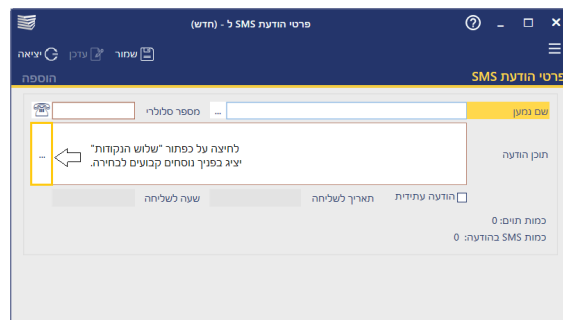 פרטי הודעת SMS ל - (חדש)
שמור עדכן יציאה
פרטי הודעת SMS הוספה
שם נמען ... מספר סלולרי
תוכן הודעה
לחיצה על כפתור "שלוש הנקודות"
יציג בפניך נוסחים קבועים לבחירה.
...
הודעה עתידית תאריך לשליחה שעה לשליחה
כמות תוים: 0
כמות SMS בהודעה: 0